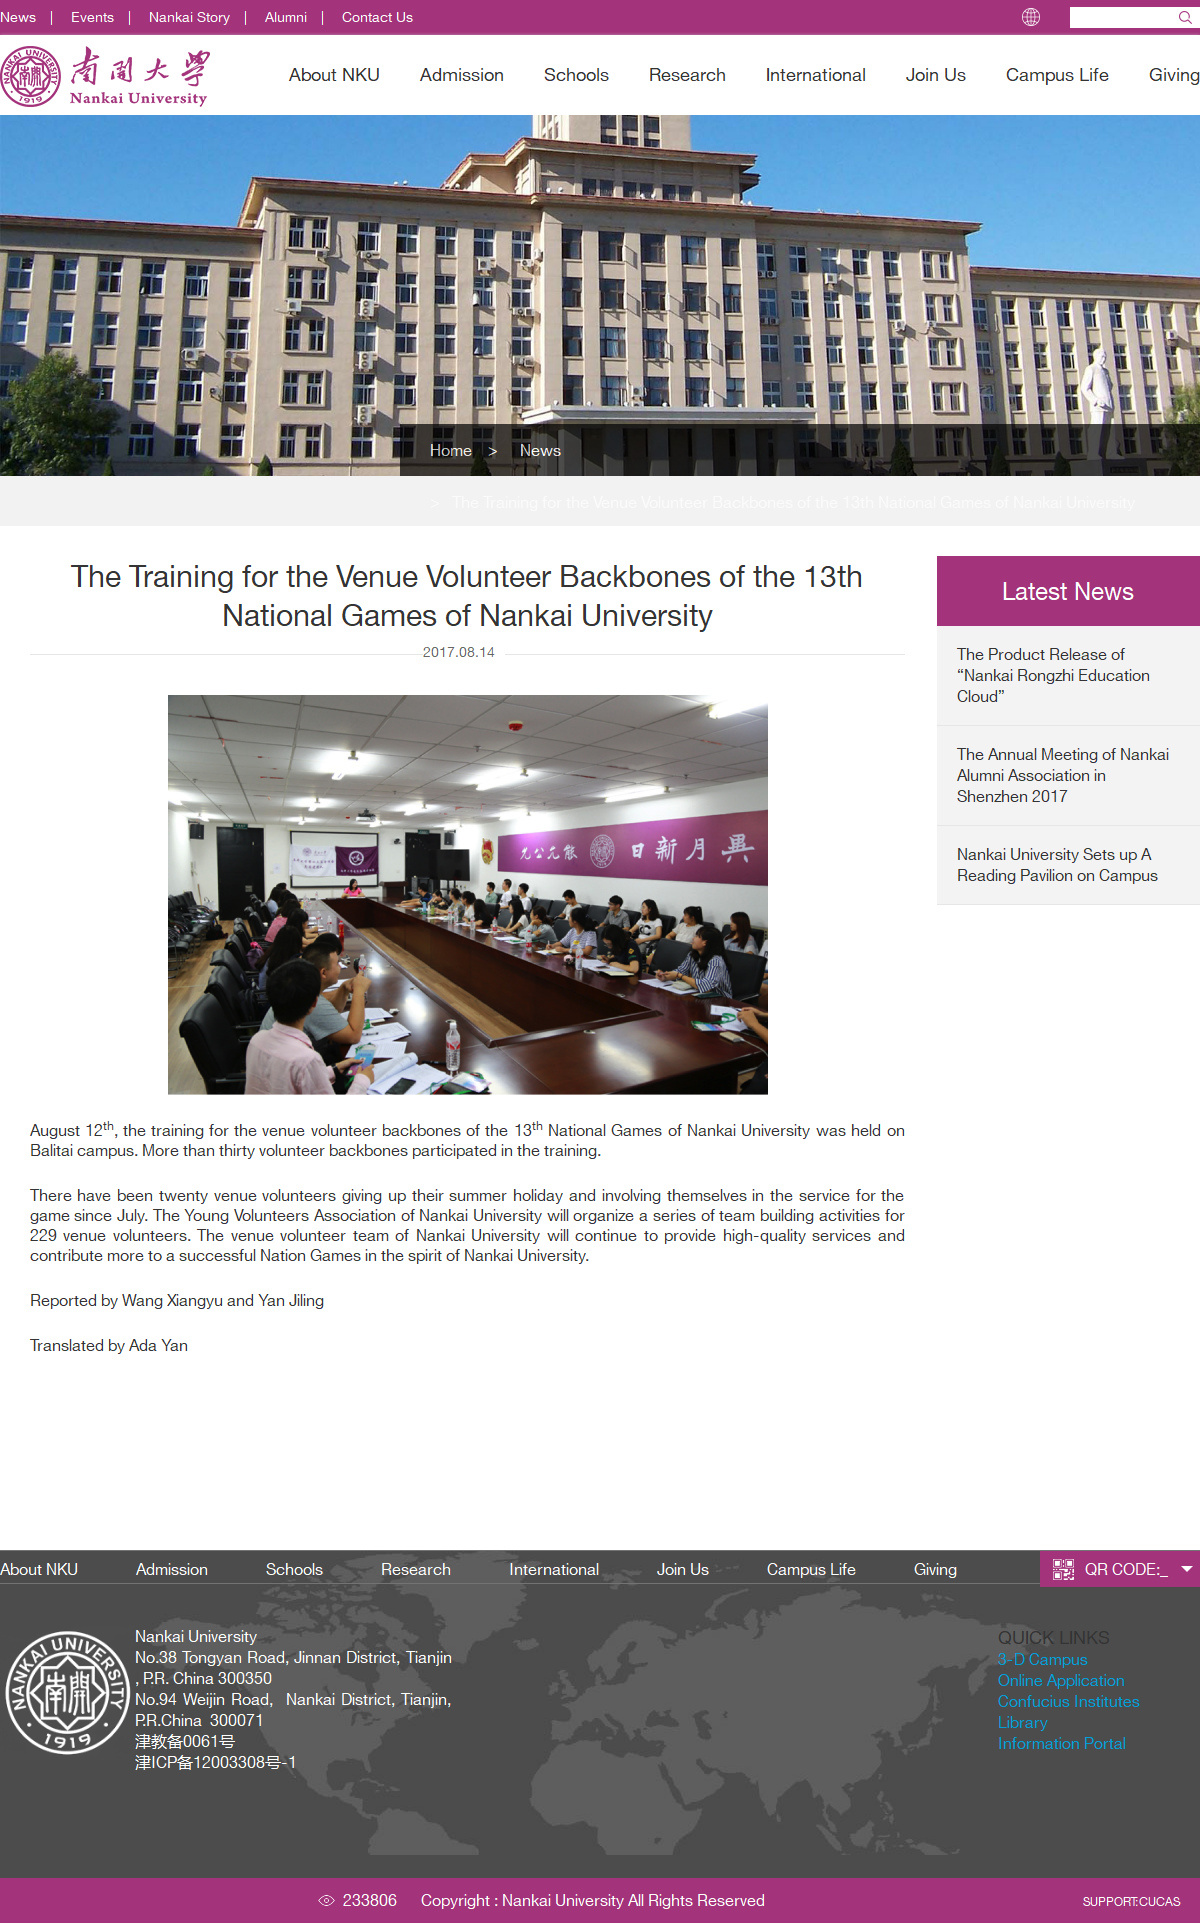 News | Events | Nankai Story | Alumni | Contact Us
NANKAI UNIVERSITY
1919
南開大學
Nankai University
About NKU Admission Schools Research International Join Us Campus Life Giving
Home > News
> The Training for the Venue Volunteer Backbones of the 13th National Games of Nankai University
The Training for the Venue Volunteer Backbones of the 13th
National Games of Nankai University
2017.08.14
允公允能 日新月異
August 12th, the training for the venue volunteer backbones of the 13th National Games of Nankai University was held on
Balitai campus. More than thirty volunteer backbones participated in the training.
There have been twenty venue volunteers giving up their summer holiday and involving themselves in the service for the
game since July. The Young Volunteers Association of Nankai University will organize a series of team building activities for
229 venue volunteers. The venue volunteer team of Nankai University will continue to provide high-quality services and
contribute more to a successful Nation Games in the spirit of Nankai University.
Reported by Wang Xiangyu and Yan Jiling
Translated by Ada Yan
Latest News
The Product Release of
“Nankai Rongzhi Education
Cloud”
The Annual Meeting of Nankai
Alumni Association in
Shenzhen 2017
Nankai University Sets up A
Reading Pavilion on Campus
About NKU Admission Schools Research International Join Us Campus Life Giving QR CODE:_
NANKAI UNIVERSITY
南開
1919
Nankai University
No.38 Tongyan Road, Jinnan District, Tianjin
, P.R. China 300350
No.94 Weijin Road, Nankai District, Tianjin,
P.R.China 300071
津教备0061号
津ICP备12003308号-1
QUICK LINKS
3-D Campus
Online Application
Confucius Institutes
Library
Information Portal
233806 Copyright : Nankai University All Rights Reserved
SUPPORT:CUCAS